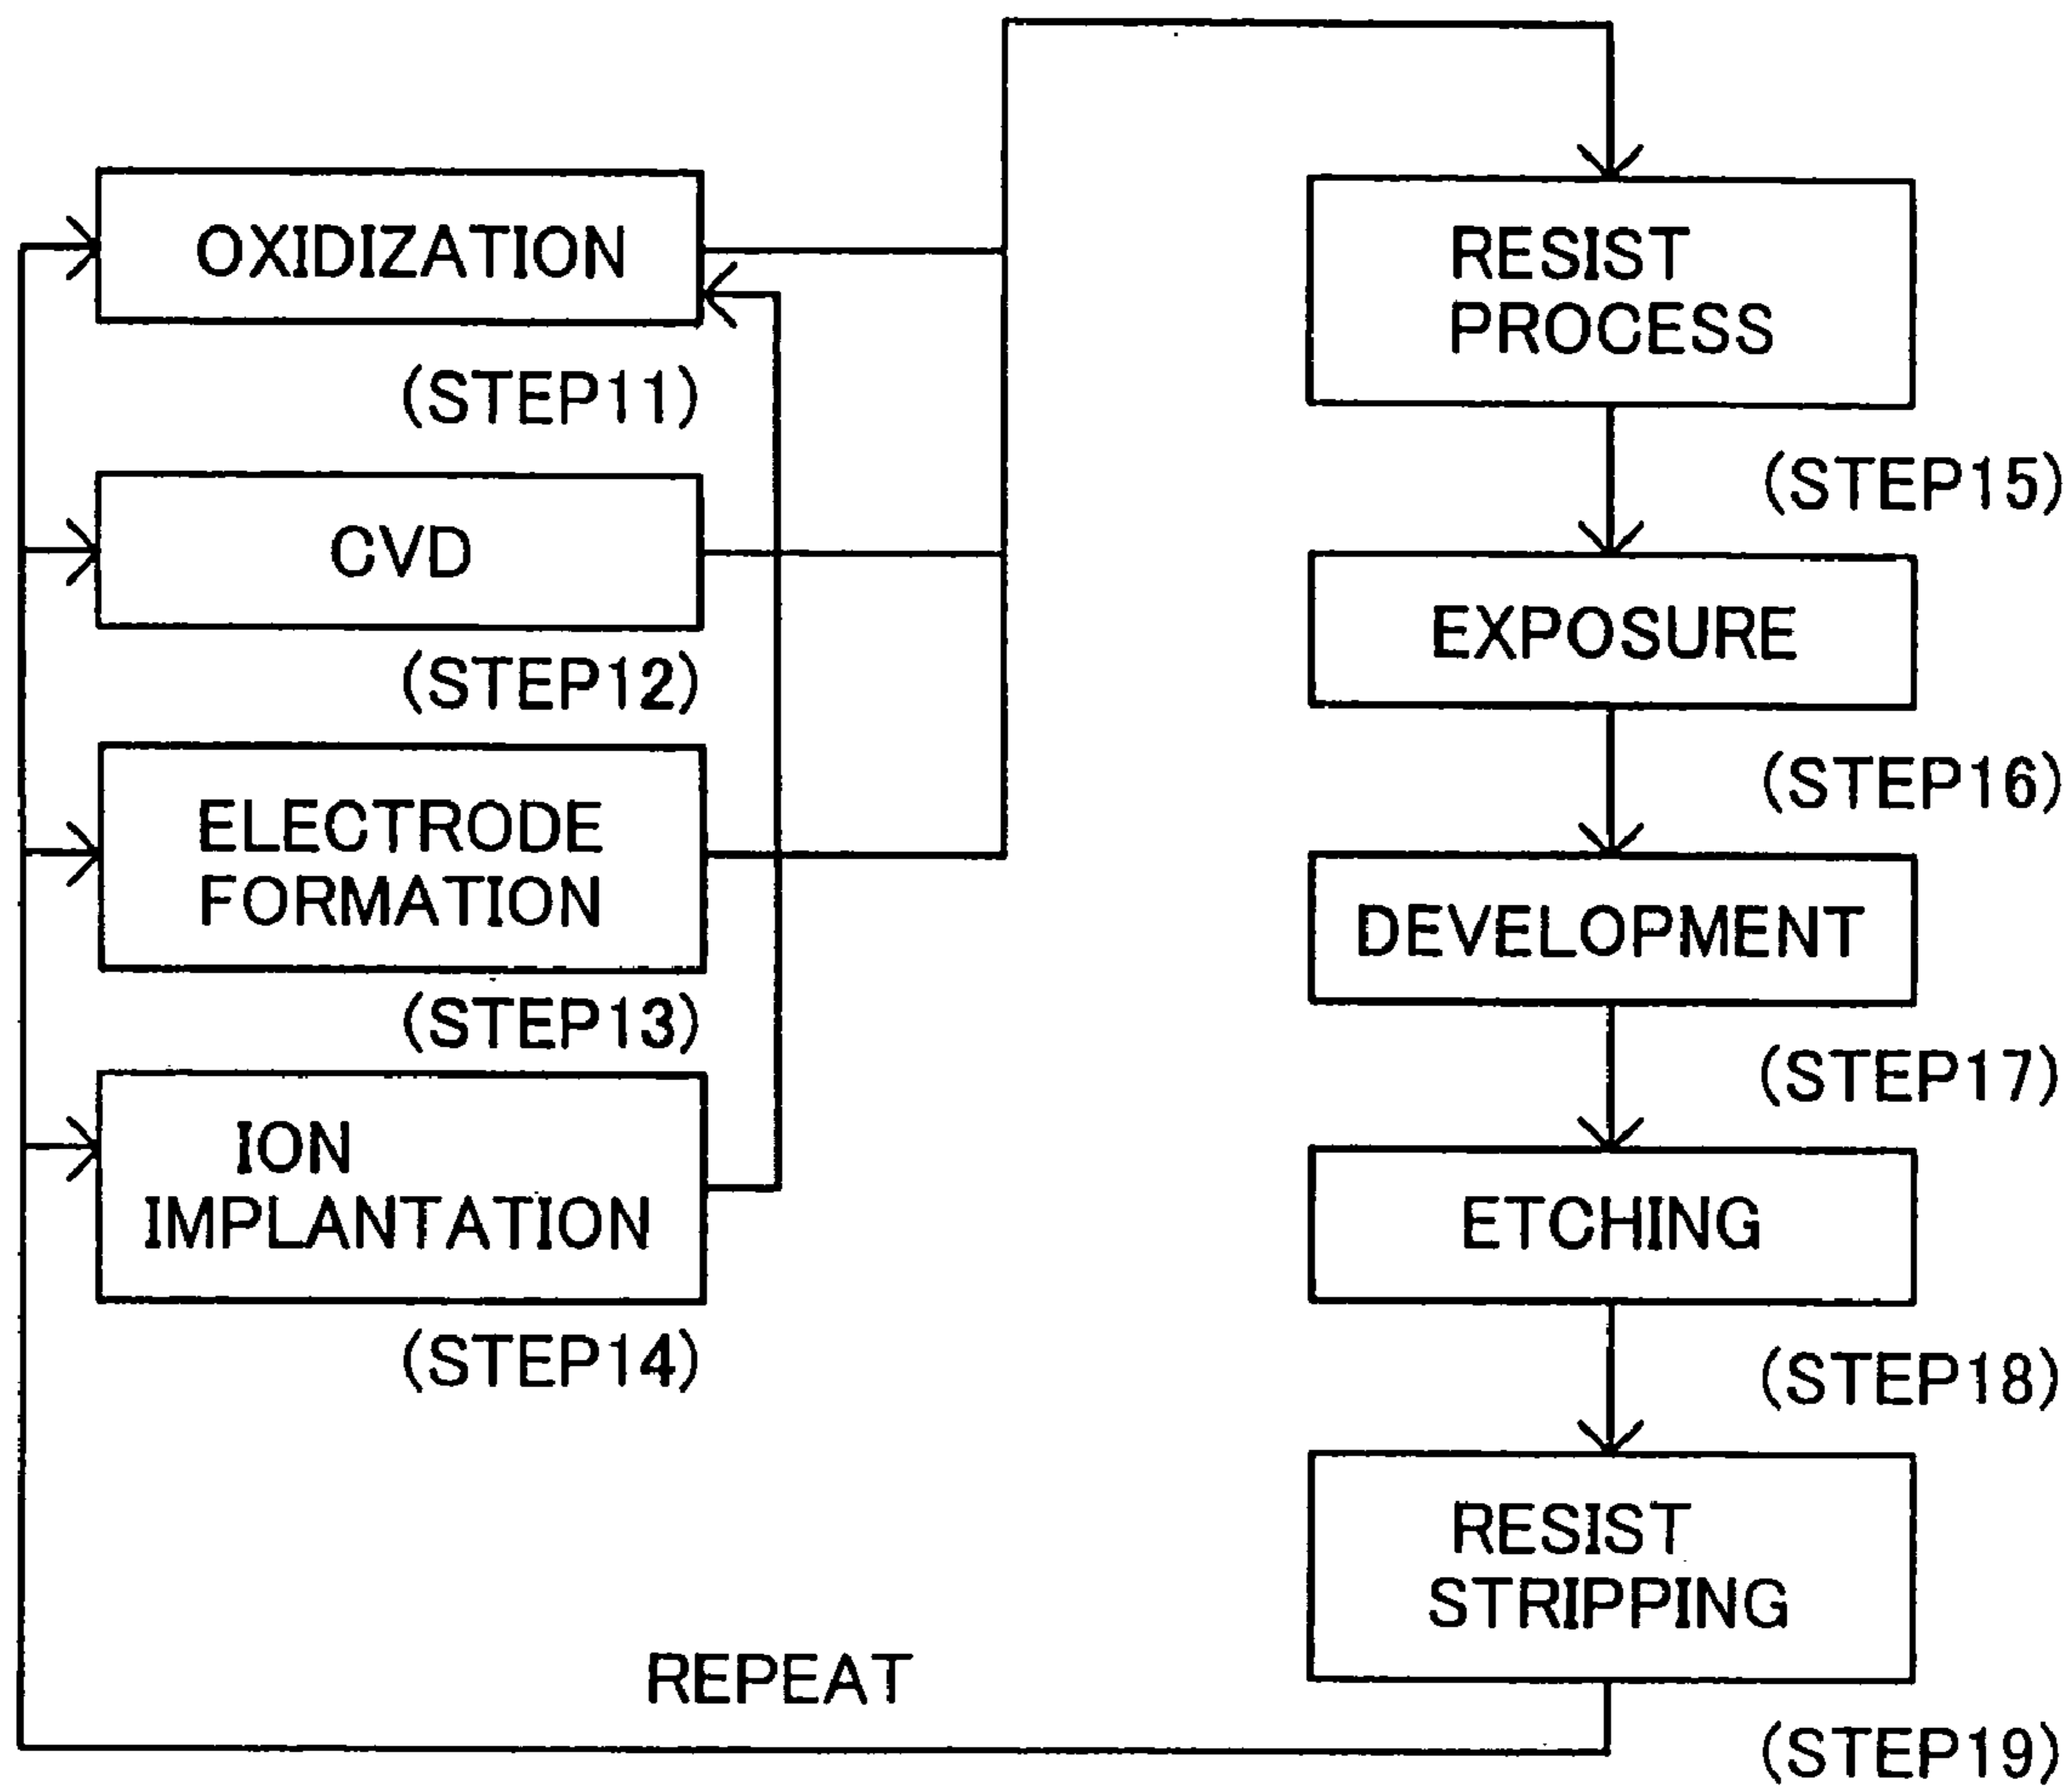 OXIDIZATION
(STEP11)
CVD
(STEP12)
ELECTRODE
FORMATION
(STEP13)
ION
IMPLANTATION
(STEP14)
RESIST
PROCESS
(STEP15)
EXPOSURE
(STEP16)
DEVELOPMENT
(STEP17)
ETCHING
(STEP18)
RESIST
STRIPPING
(STEP19)
REPEAT